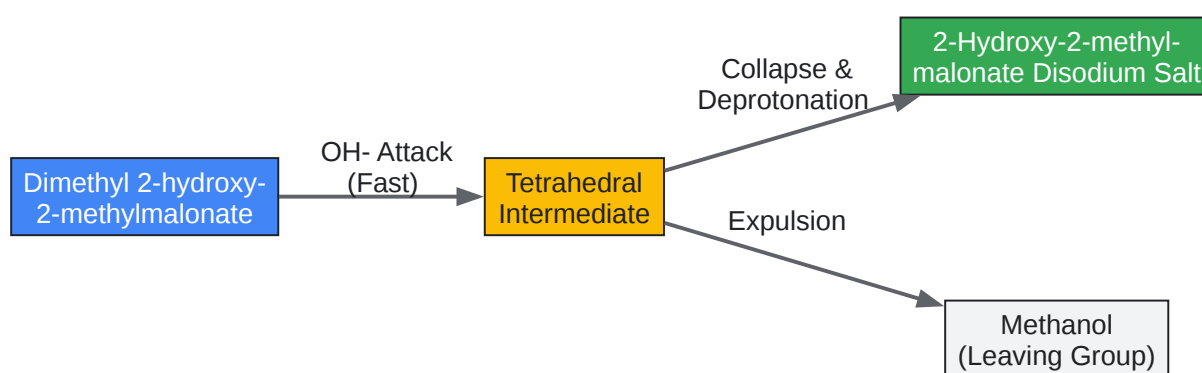 Dimethyl 2-hydroxy-
2-methylmalonate
OH- Attack
(Fast)
Tetrahedral
Intermediate
Collapse &
Deprotonation
2-Hydroxy-2-methyl-
malonate Disodium Salt
Expulsion
Methanol
(Leaving Group)